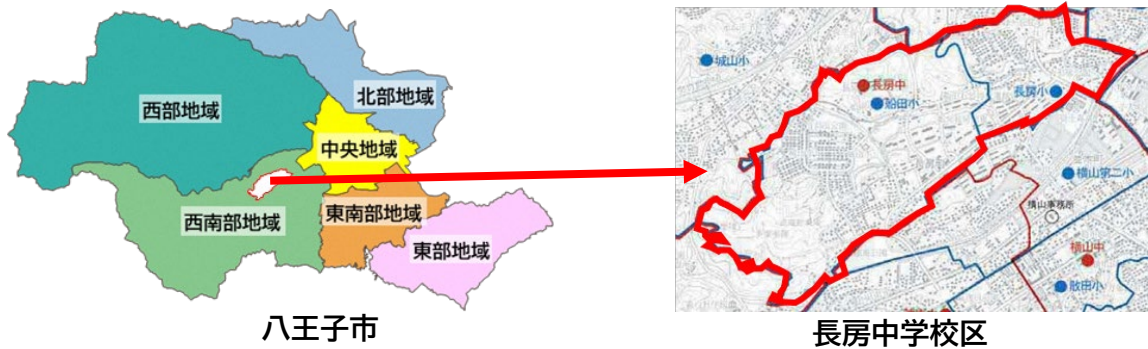 北部地域
西部地域
中央地域
西南部地域
東南部地域
東部地域
八王子市
城山小
長房中
船田小
長房小
横山第二小
横山事務所
横山中
散田小
長房中学校区